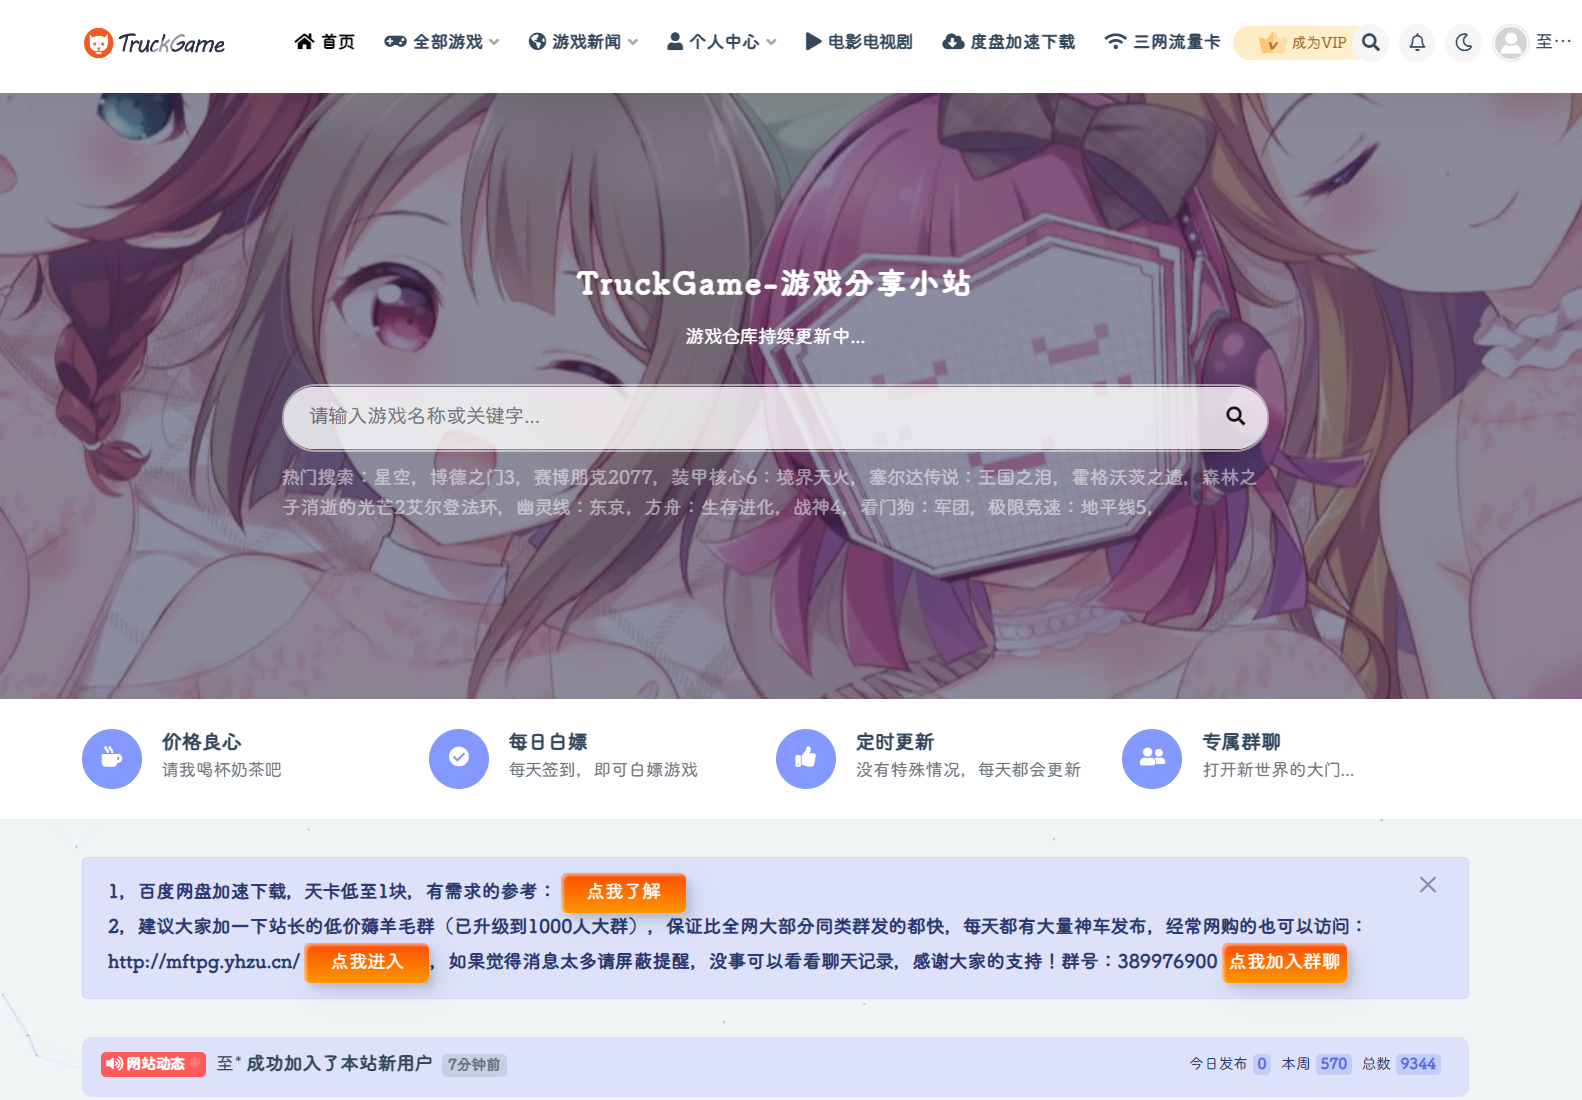 TruckGame 首页 全部游戏 游戏新闻 个人中心 电影电视剧 度盘加速下载 三网流量卡 成为VIP 至…
TruckGame-游戏分享小站
游戏仓库持续更新中...
请输入游戏名称或关键字...
热门搜索：星空，博德之门3，赛博朋克2077，装甲核心6：境界天火，塞尔达传说：王国之泪，霍格沃茨之遗，森林之
子消逝的光芒2艾尔登法环，幽灵线：东京，方舟：生存进化，战神4，看门狗：军团，极限竞速：地平线5，
价格良心 每日白嫖 定时更新 专属群聊
请我喝杯奶茶吧 每天签到，即可白嫖游戏 没有特殊情况，每天都会更新 打开新世界的大门...
1，百度网盘加速下载，天卡低至1块，有需求的参考： 点我了解
2，建议大家加一下站长的低价薅羊毛群（已升级到1000人大群），保证比全网大部分同类群发的都快，每天都有大量神车发布，经常网购的也可以访问：
http://mftpg.yhzu.cn/ 点我进入 ，如果觉得消息太多请屏蔽提醒，没事可以看看聊天记录，感谢大家的支持！群号：389976900 点我加入群聊
网站动态 至* 成功加入了本站新用户 7分钟前 今日发布 0 本周 570 总数 9344